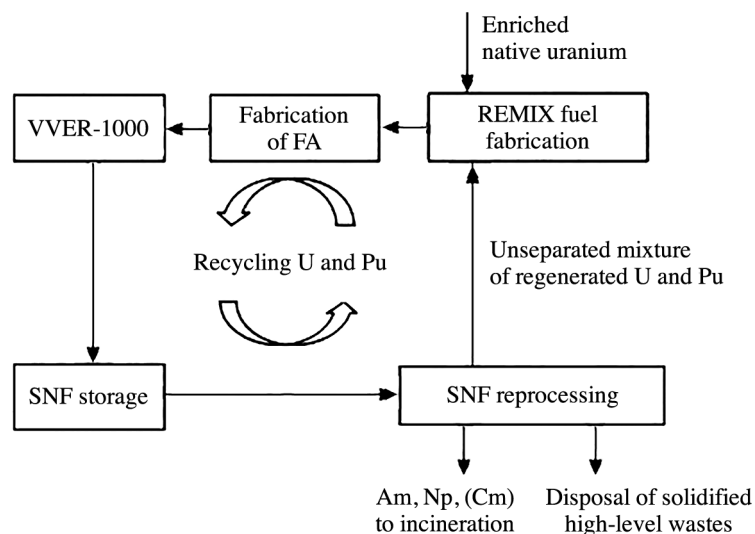 Enriched
native uranium
VVER-1000
Fabrication
of FA
REMIX fuel
fabrication
Recycling U and Pu
Unseparated mixture
of regenerated U and Pu
SNF storage
SNF reprocessing
Am, Np, (Cm)
to incineration
Disposal of solidified
high-level wastes